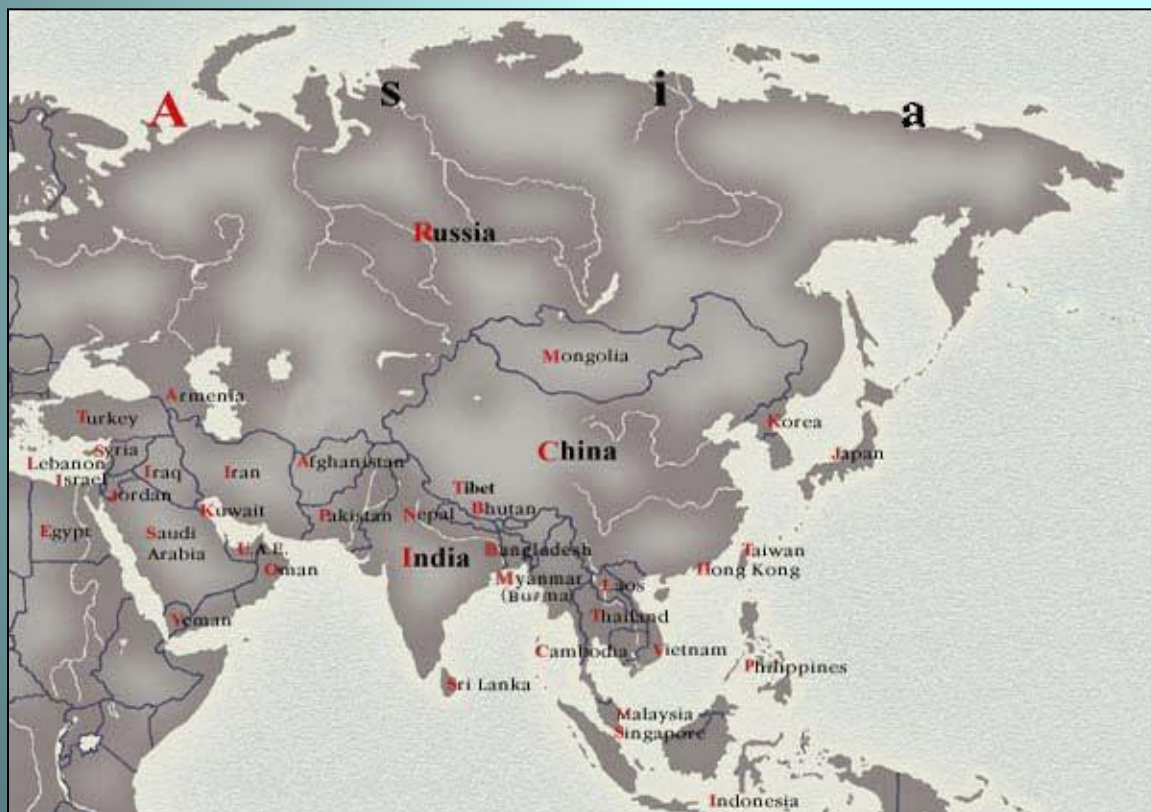 A s i a
Russia
Mongolia
Armenia
Turkey
Korea
Syria
China
Japan
Lebanon
Iraq
Iran
Afghanistan
Israel
Jordan
Tibet
Kuwait
Pakistan
Nepal
Bhutan
Egypt
Saudi
Arabia
U.A.E.
India
Bangladesh
Taiwan
Oman
Hong Kong
Myanmar
(Burma)
Laos
Yeman
Thailand
Cambodia
Vietnam
Philippines
Sri Lanka
Malaysia
Singapore
Indonesia